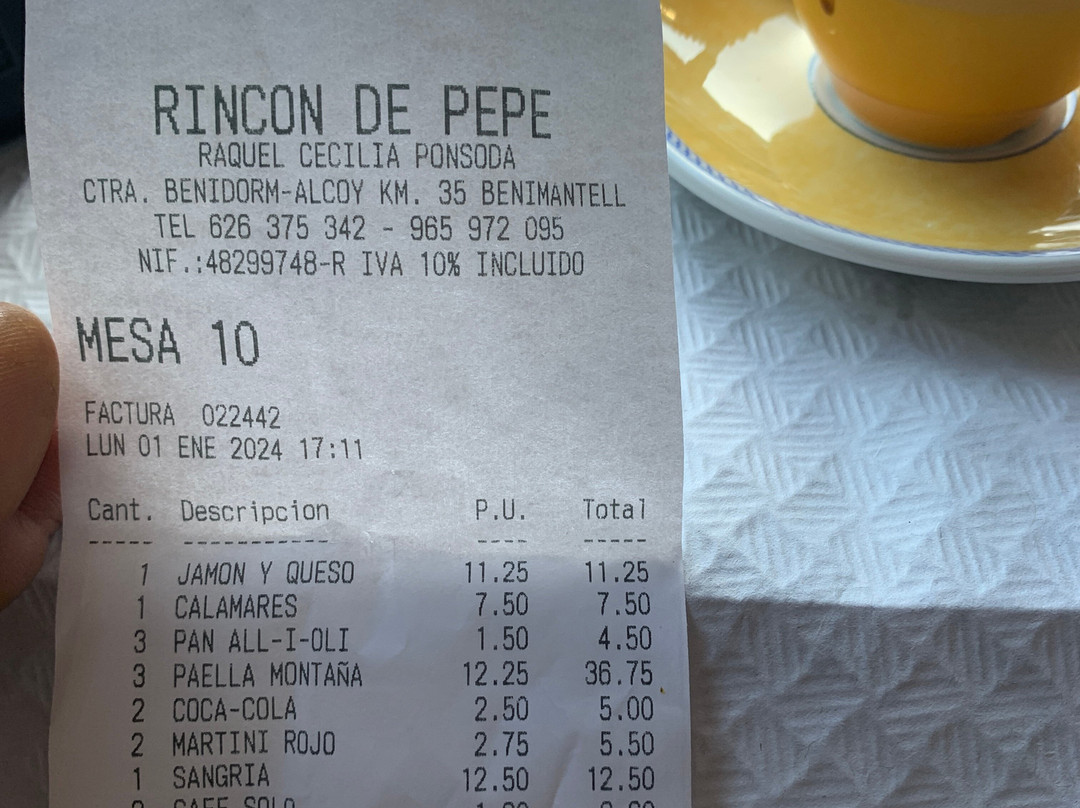 RINCON DE PEPE
RAQUEL CECILIA PONSODA
CTRA. BENIDORM-ALCOY KM. 35 BENIMANTELL
TEL 626 375 342 - 965 972 095
NIF.:48299748-R IVA 10% INCLUIDO
MESA 10
FACTURA 022442
LUN 01 ENE 2024 17:11
Cant. Descripcion P.U. Total
----- ----------- ---- -----
1 JAMON Y QUESO 11.25 11.25
1 CALAMARES 7.50 7.50
3 PAN ALL-I-OLI 1.50 4.50
3 PAELLA MONTAÑA 12.25 36.75
2 COCA-COLA 2.50 5.00
2 MARTINI ROJO 2.75 5.50
1 SANGRIA 12.50 12.50
CAFE SOLO